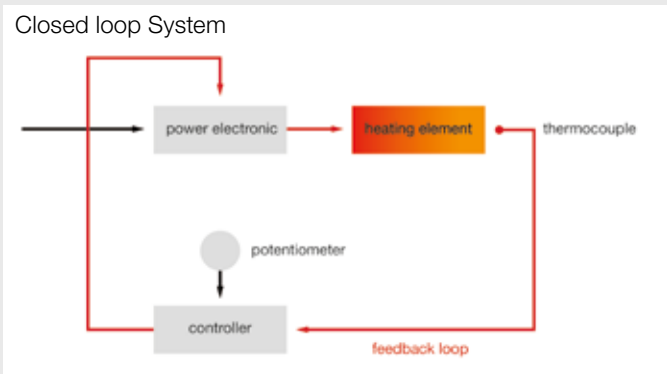 Closed loop System
power electronic
heating element
thermocouple
potentiometer
controller
feedback loop